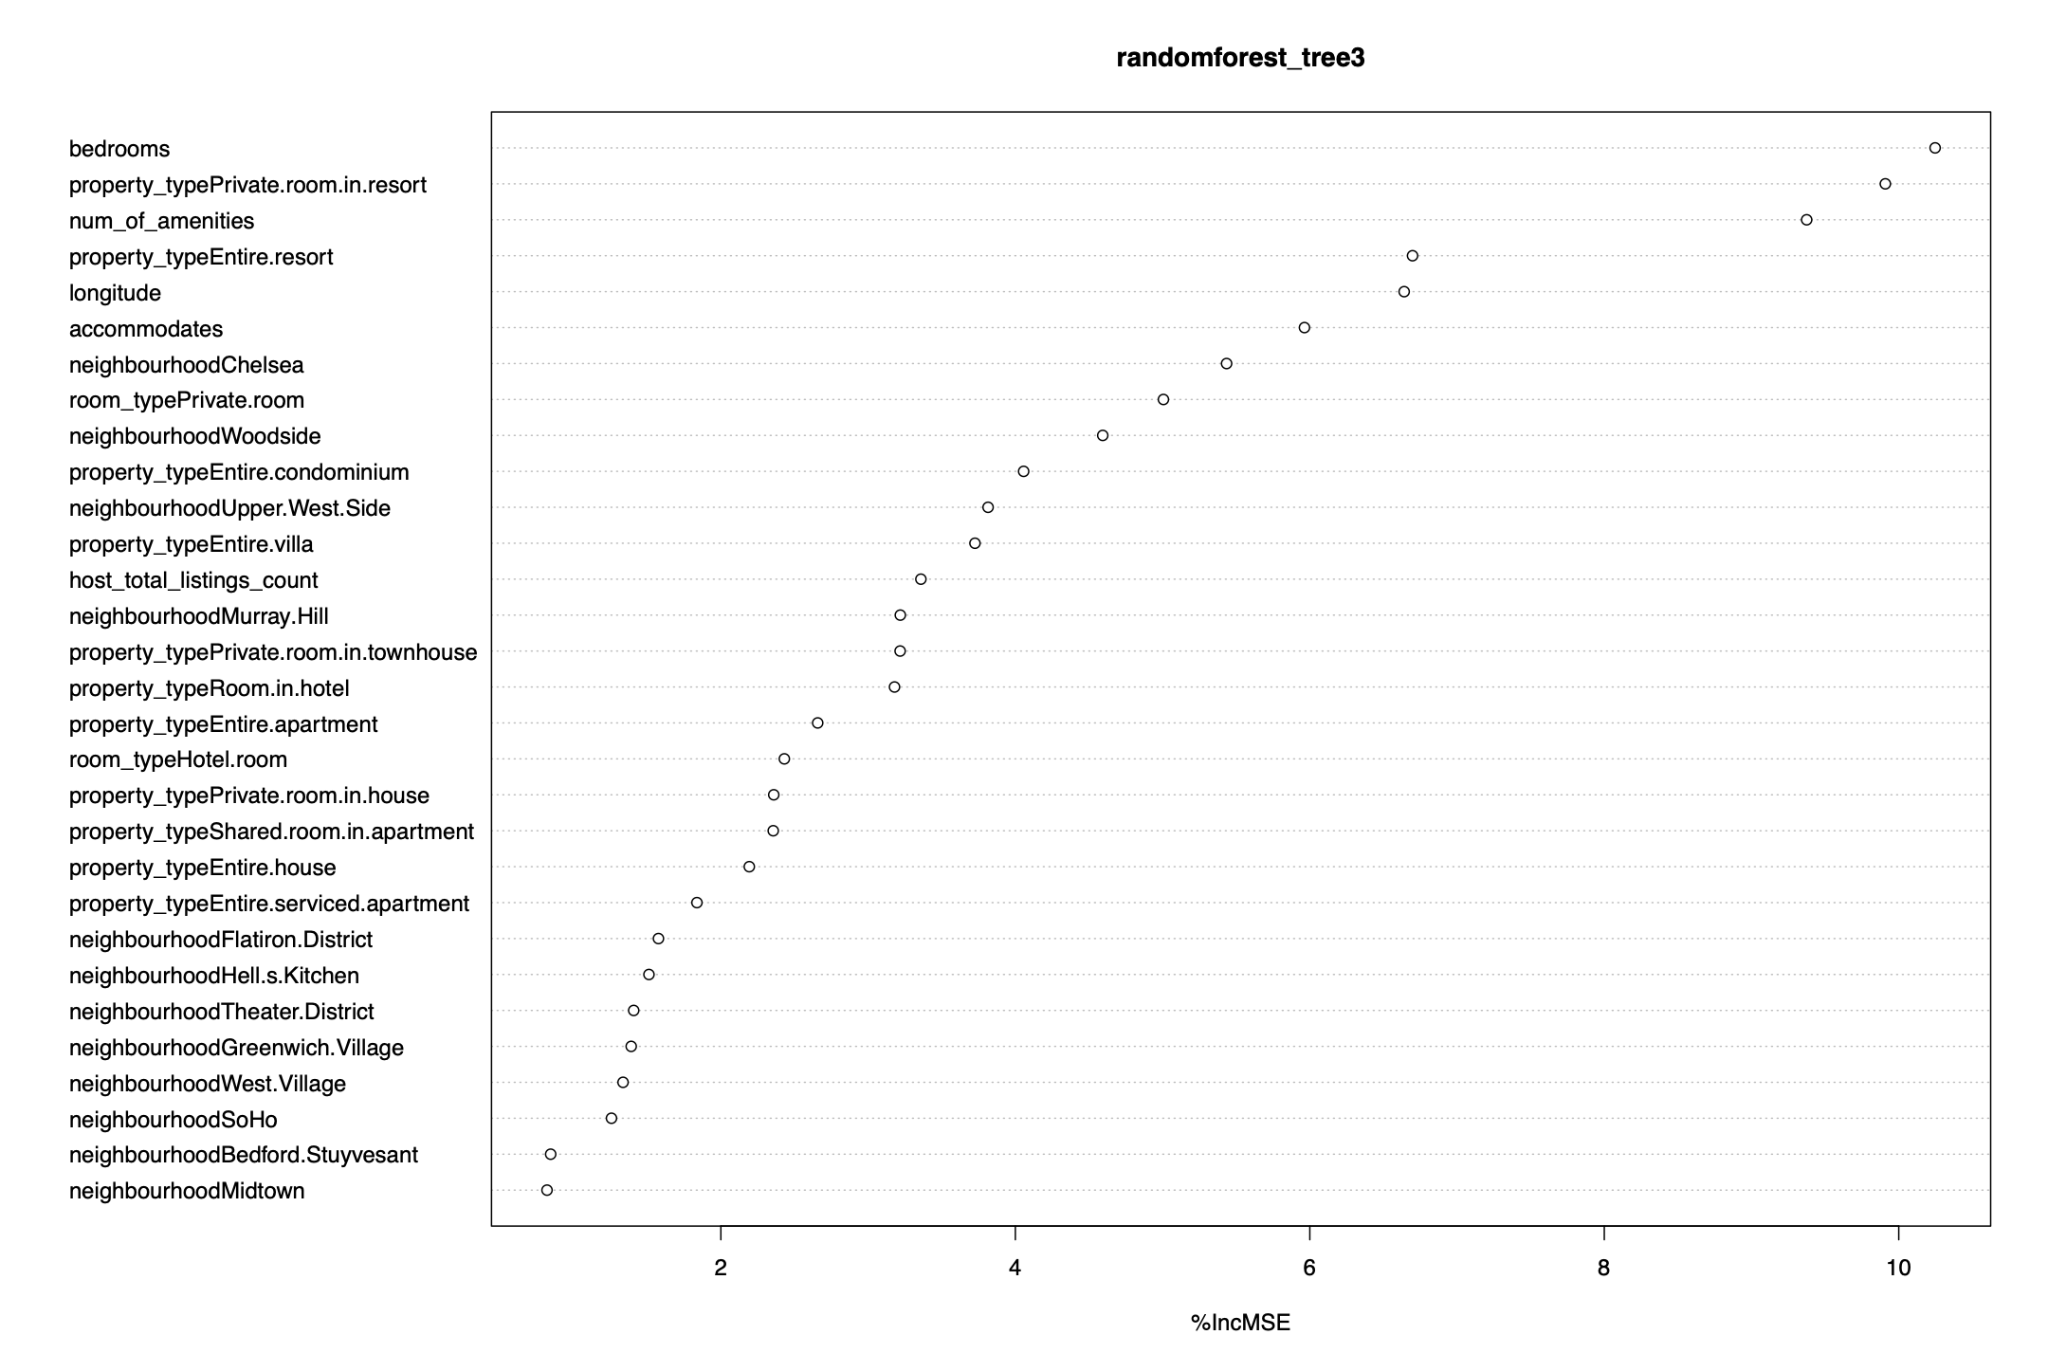 randomforest_tree3
bedrooms
property_typePrivate.room.in.resort
num_of_amenities
property_typeEntire.resort
longitude
accommodates
neighbourhoodChelsea
room_typePrivate.room
neighbourhoodWoodside
property_typeEntire.condominium
neighbourhoodUpper.West.Side
property_typeEntire.villa
host_total_listings_count
neighbourhoodMurray.Hill
property_typePrivate.room.in.townhouse
property_typeRoom.in.hotel
property_typeEntire.apartment
room_typeHotel.room
property_typePrivate.room.in.house
property_typeShared.room.in.apartment
property_typeEntire.house
property_typeEntire.serviced.apartment
neighbourhoodFlatiron.District
neighbourhoodHell.s.Kitchen
neighbourhoodTheater.District
neighbourhoodGreenwich.Village
neighbourhoodWest.Village
neighbourhoodSoHo
neighbourhoodBedford.Stuyvesant
neighbourhoodMidtown
2 4 6 8 10
%IncMSE